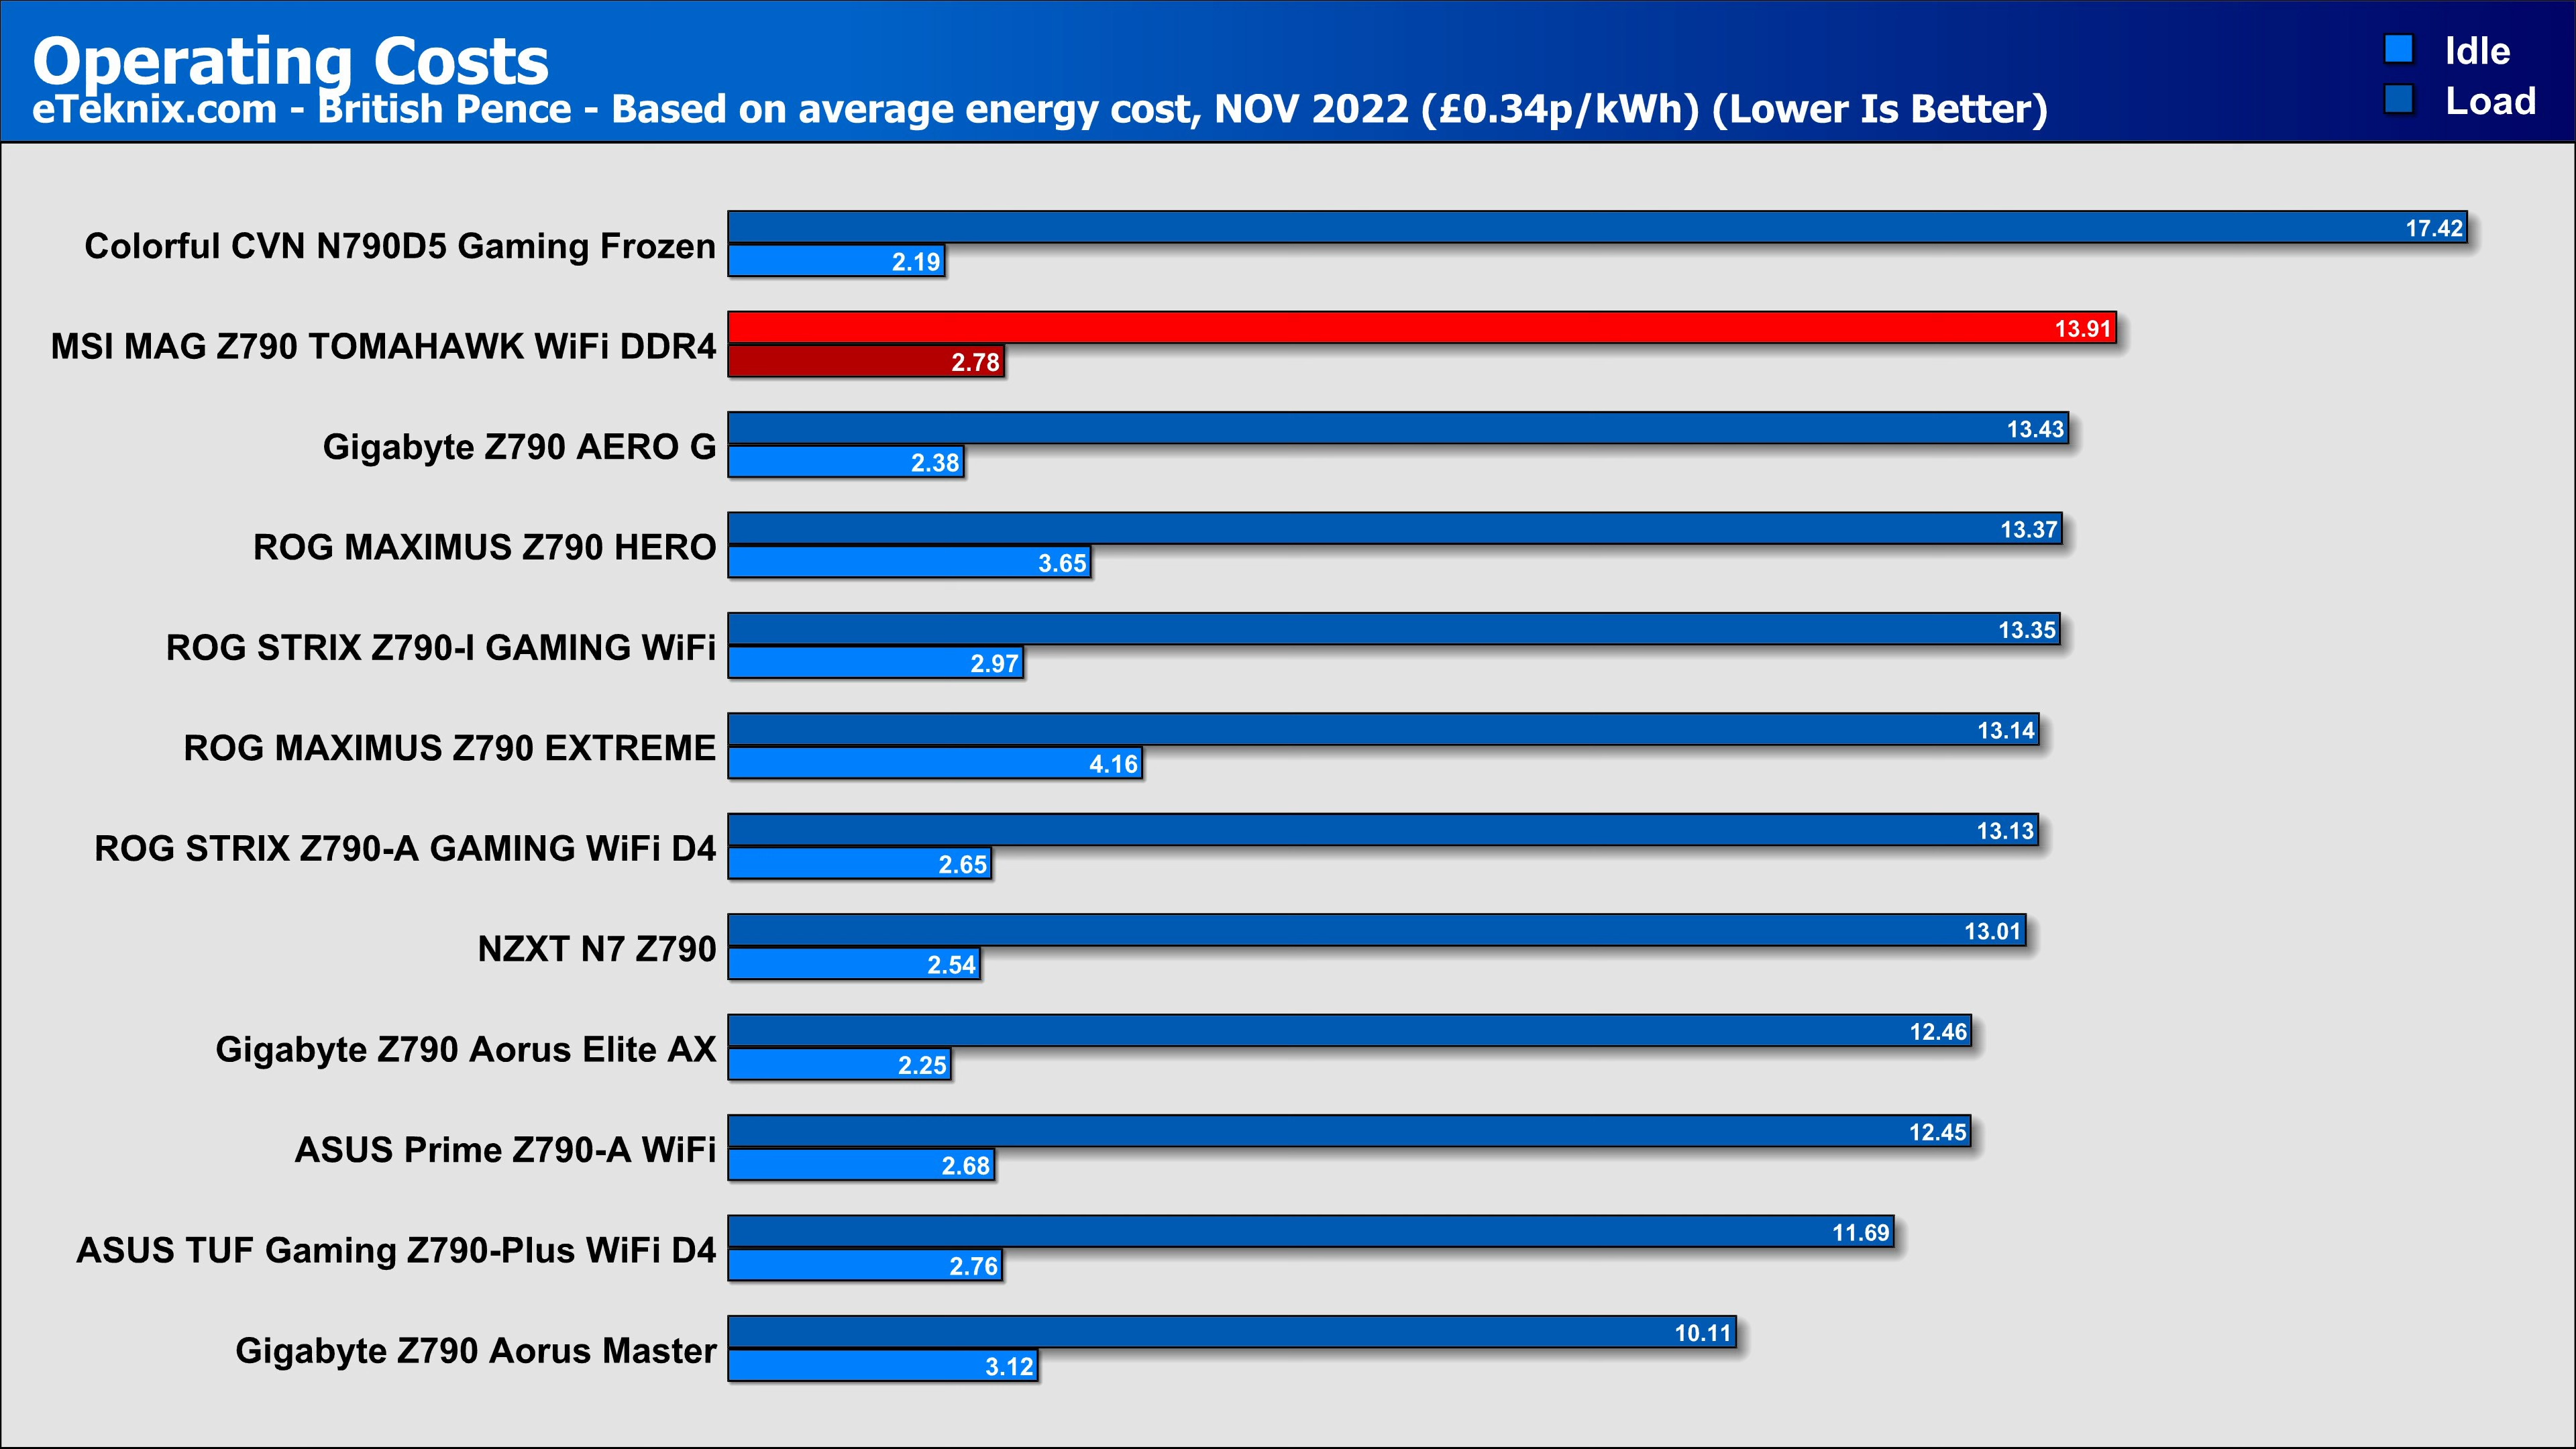 Operating Costs
eTeknix.com - British Pence - Based on average energy cost, NOV 2022 (£0.34p/kWh) (Lower Is Better)
Idle
Load
Colorful CVN N790D5 Gaming Frozen
17.42
2.19
MSI MAG Z790 TOMAHAWK WiFi DDR4
13.91
2.78
Gigabyte Z790 AERO G
13.43
2.38
ROG MAXIMUS Z790 HERO
13.37
3.65
ROG STRIX Z790-I GAMING WiFi
13.35
2.97
ROG MAXIMUS Z790 EXTREME
13.14
4.16
ROG STRIX Z790-A GAMING WiFi D4
13.13
2.65
NZXT N7 Z790
13.01
2.54
Gigabyte Z790 Aorus Elite AX
12.46
2.25
ASUS Prime Z790-A WiFi
12.45
2.68
ASUS TUF Gaming Z790-Plus WiFi D4
11.69
2.76
Gigabyte Z790 Aorus Master
10.11
3.12